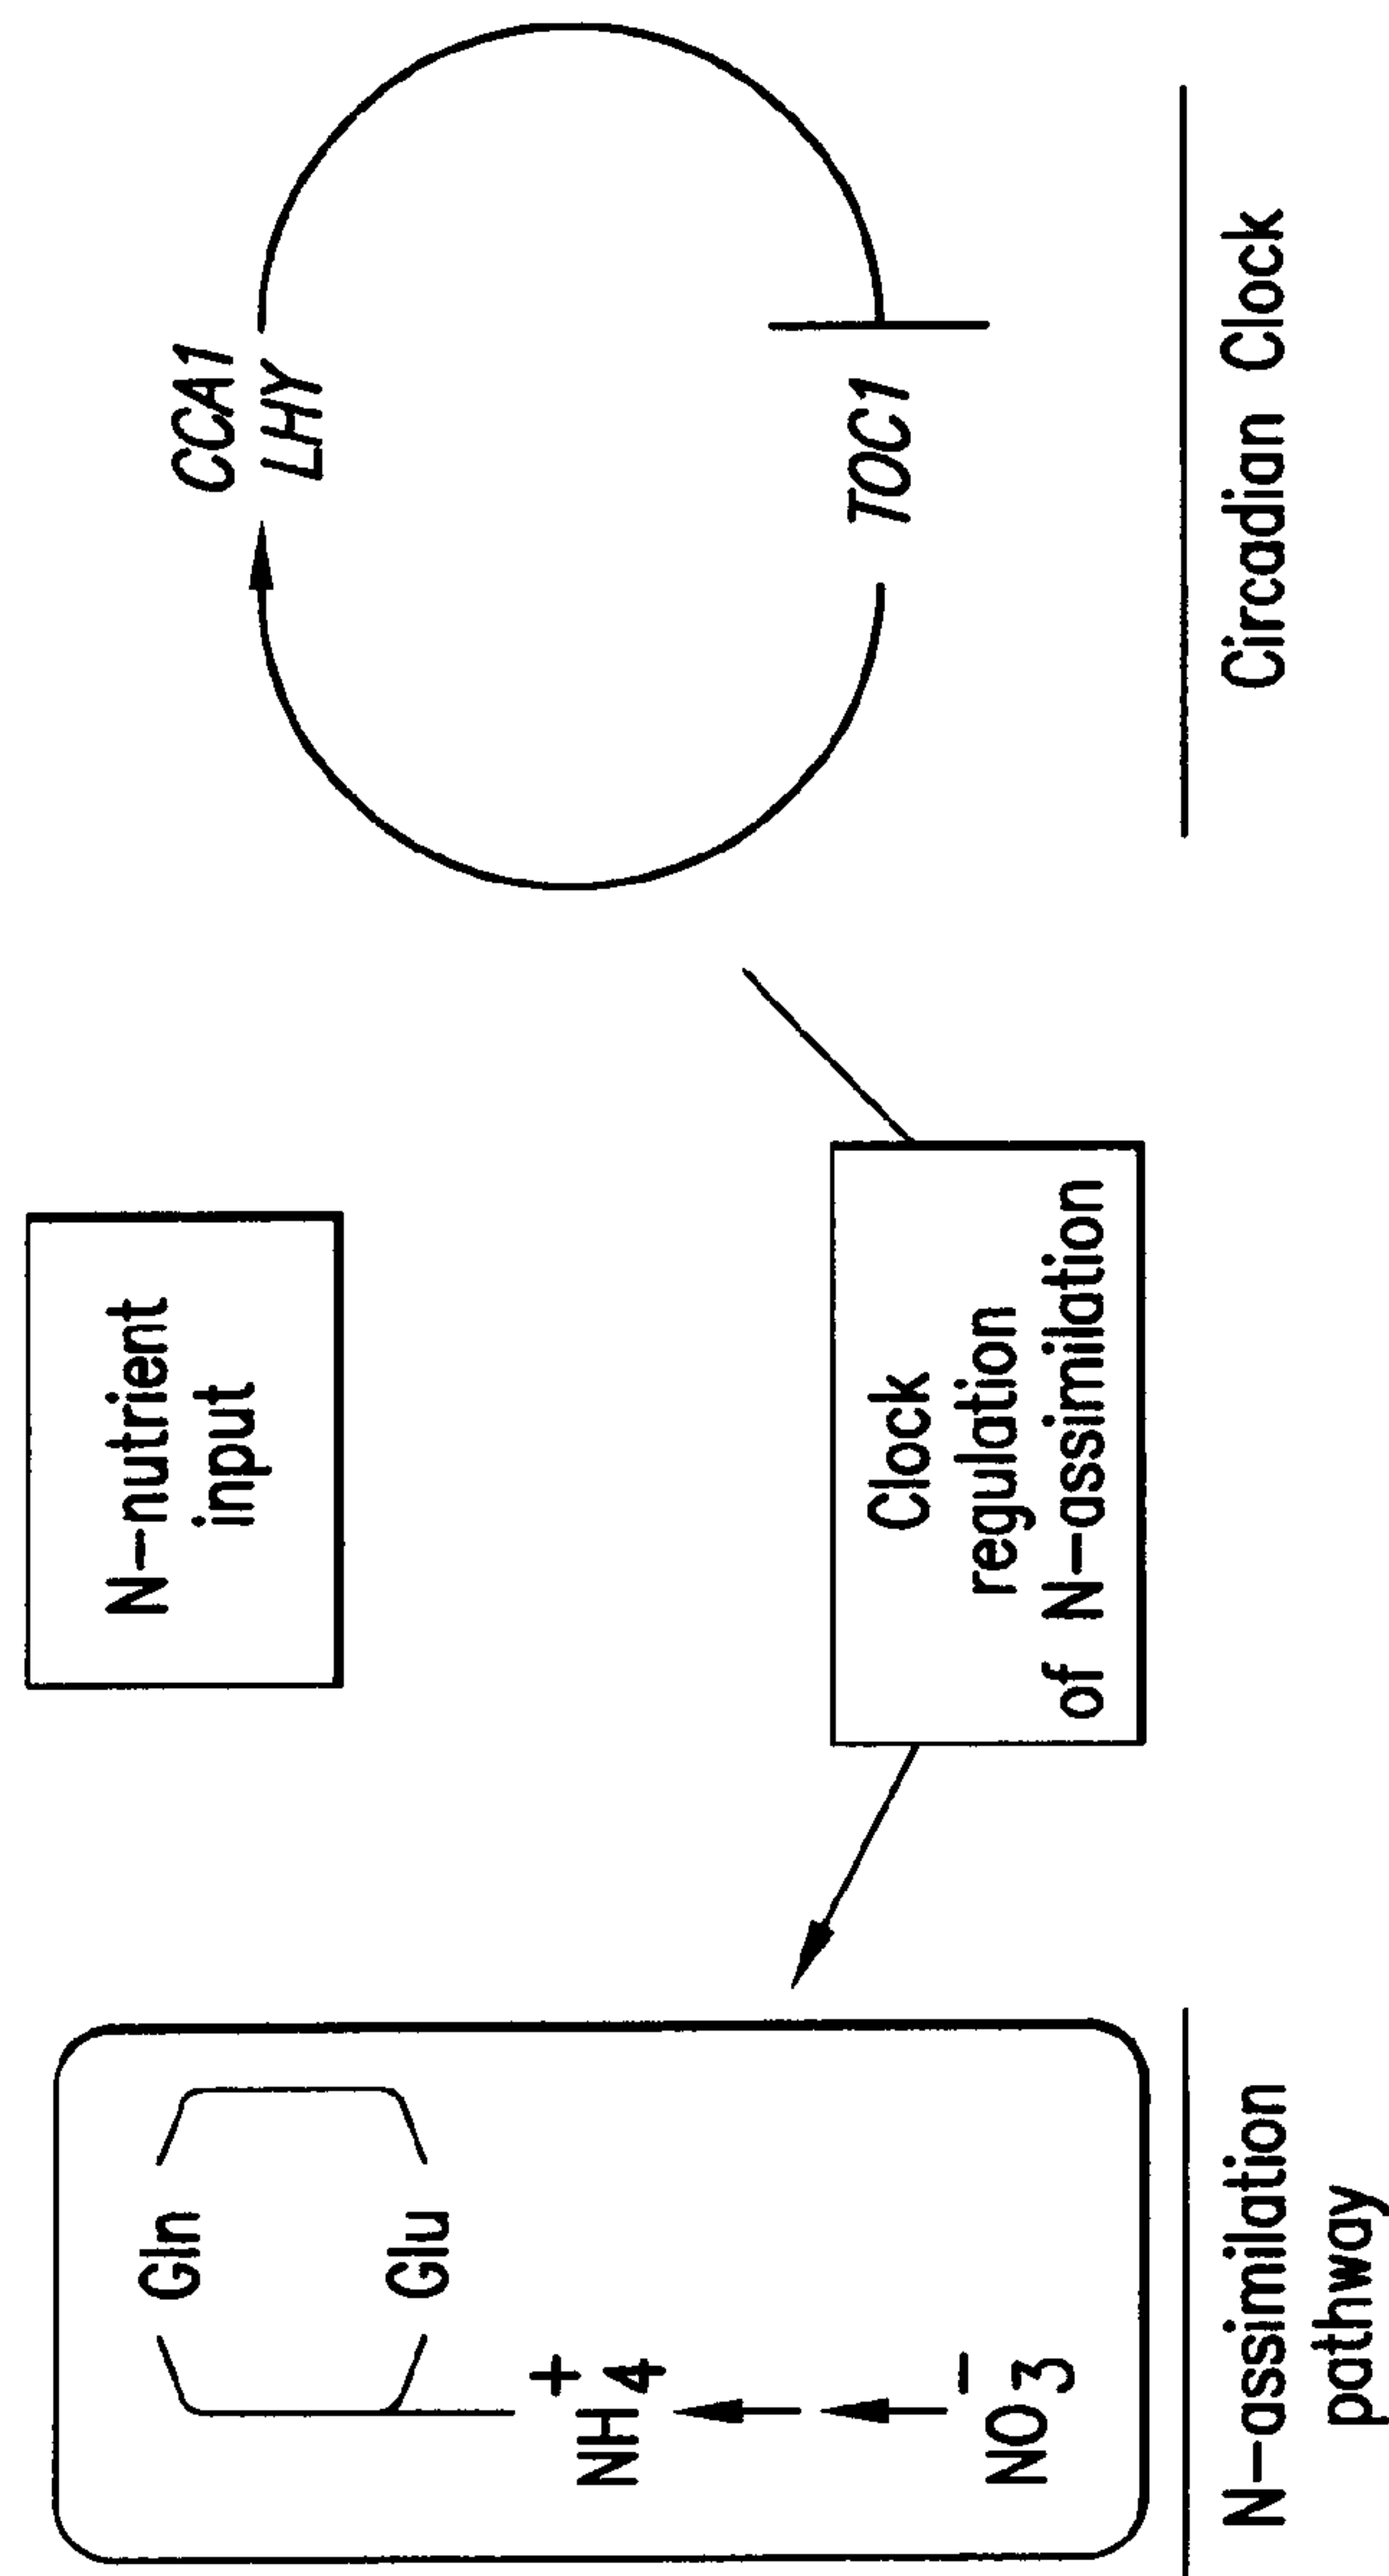 N-nutrient
input
CCA1
LHY
Gln
Glu
NH4+
NO3-
Clock
regulation
of N-assimilation
TOC1
N-assimilation
pathway
Circadian Clock